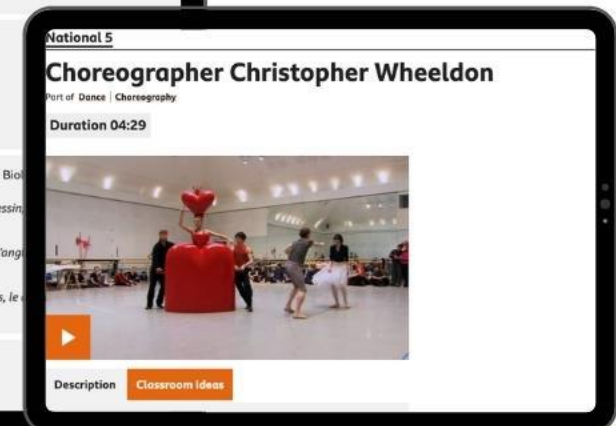 National 5
Choreographer Christopher Wheeldon
Part of Dance | Choreography
Duration 04:29
Description
Classroom Ideas